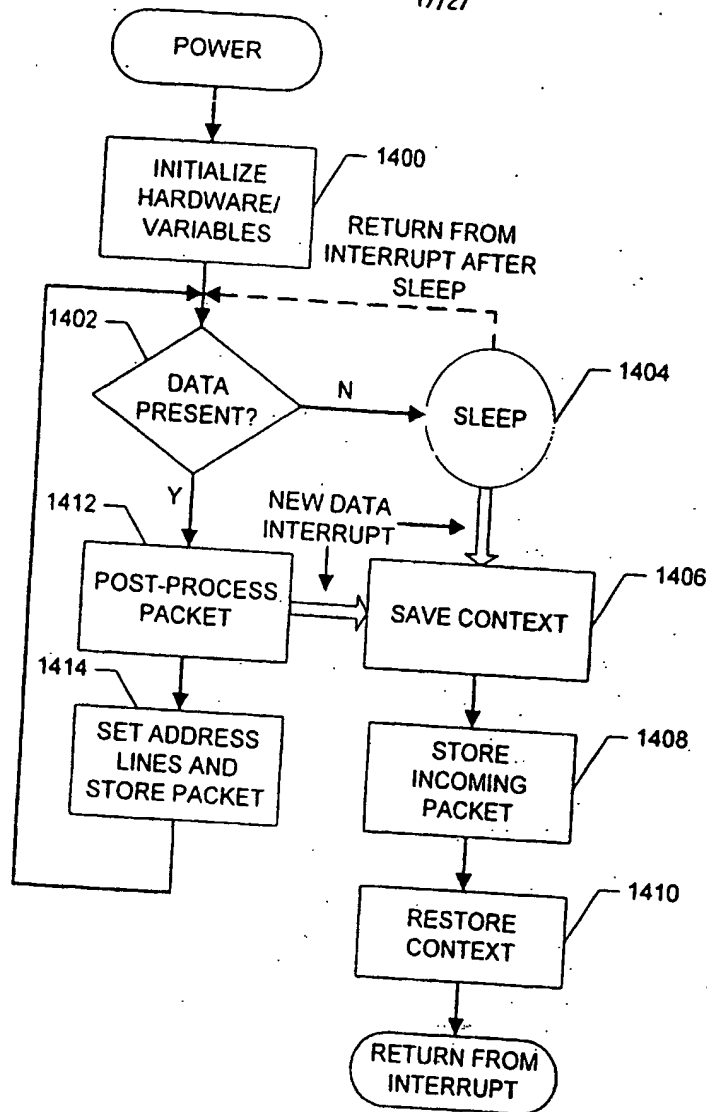 17/27
POWER
INITIALIZE
HARDWARE/
VARIABLES
1400
RETURN FROM
INTERRUPT AFTER
SLEEP
1402
DATA
PRESENT?
N
SLEEP
1404
Y
1412
NEW DATA
INTERRUPT
POST-PROCESS
PACKET
SAVE CONTEXT
1406
1414
SET ADDRESS
LINES AND
STORE PACKET
STORE
INCOMING
PACKET
1408
RESTORE
CONTEXT
1410
RETURN FROM
INTERRUPT